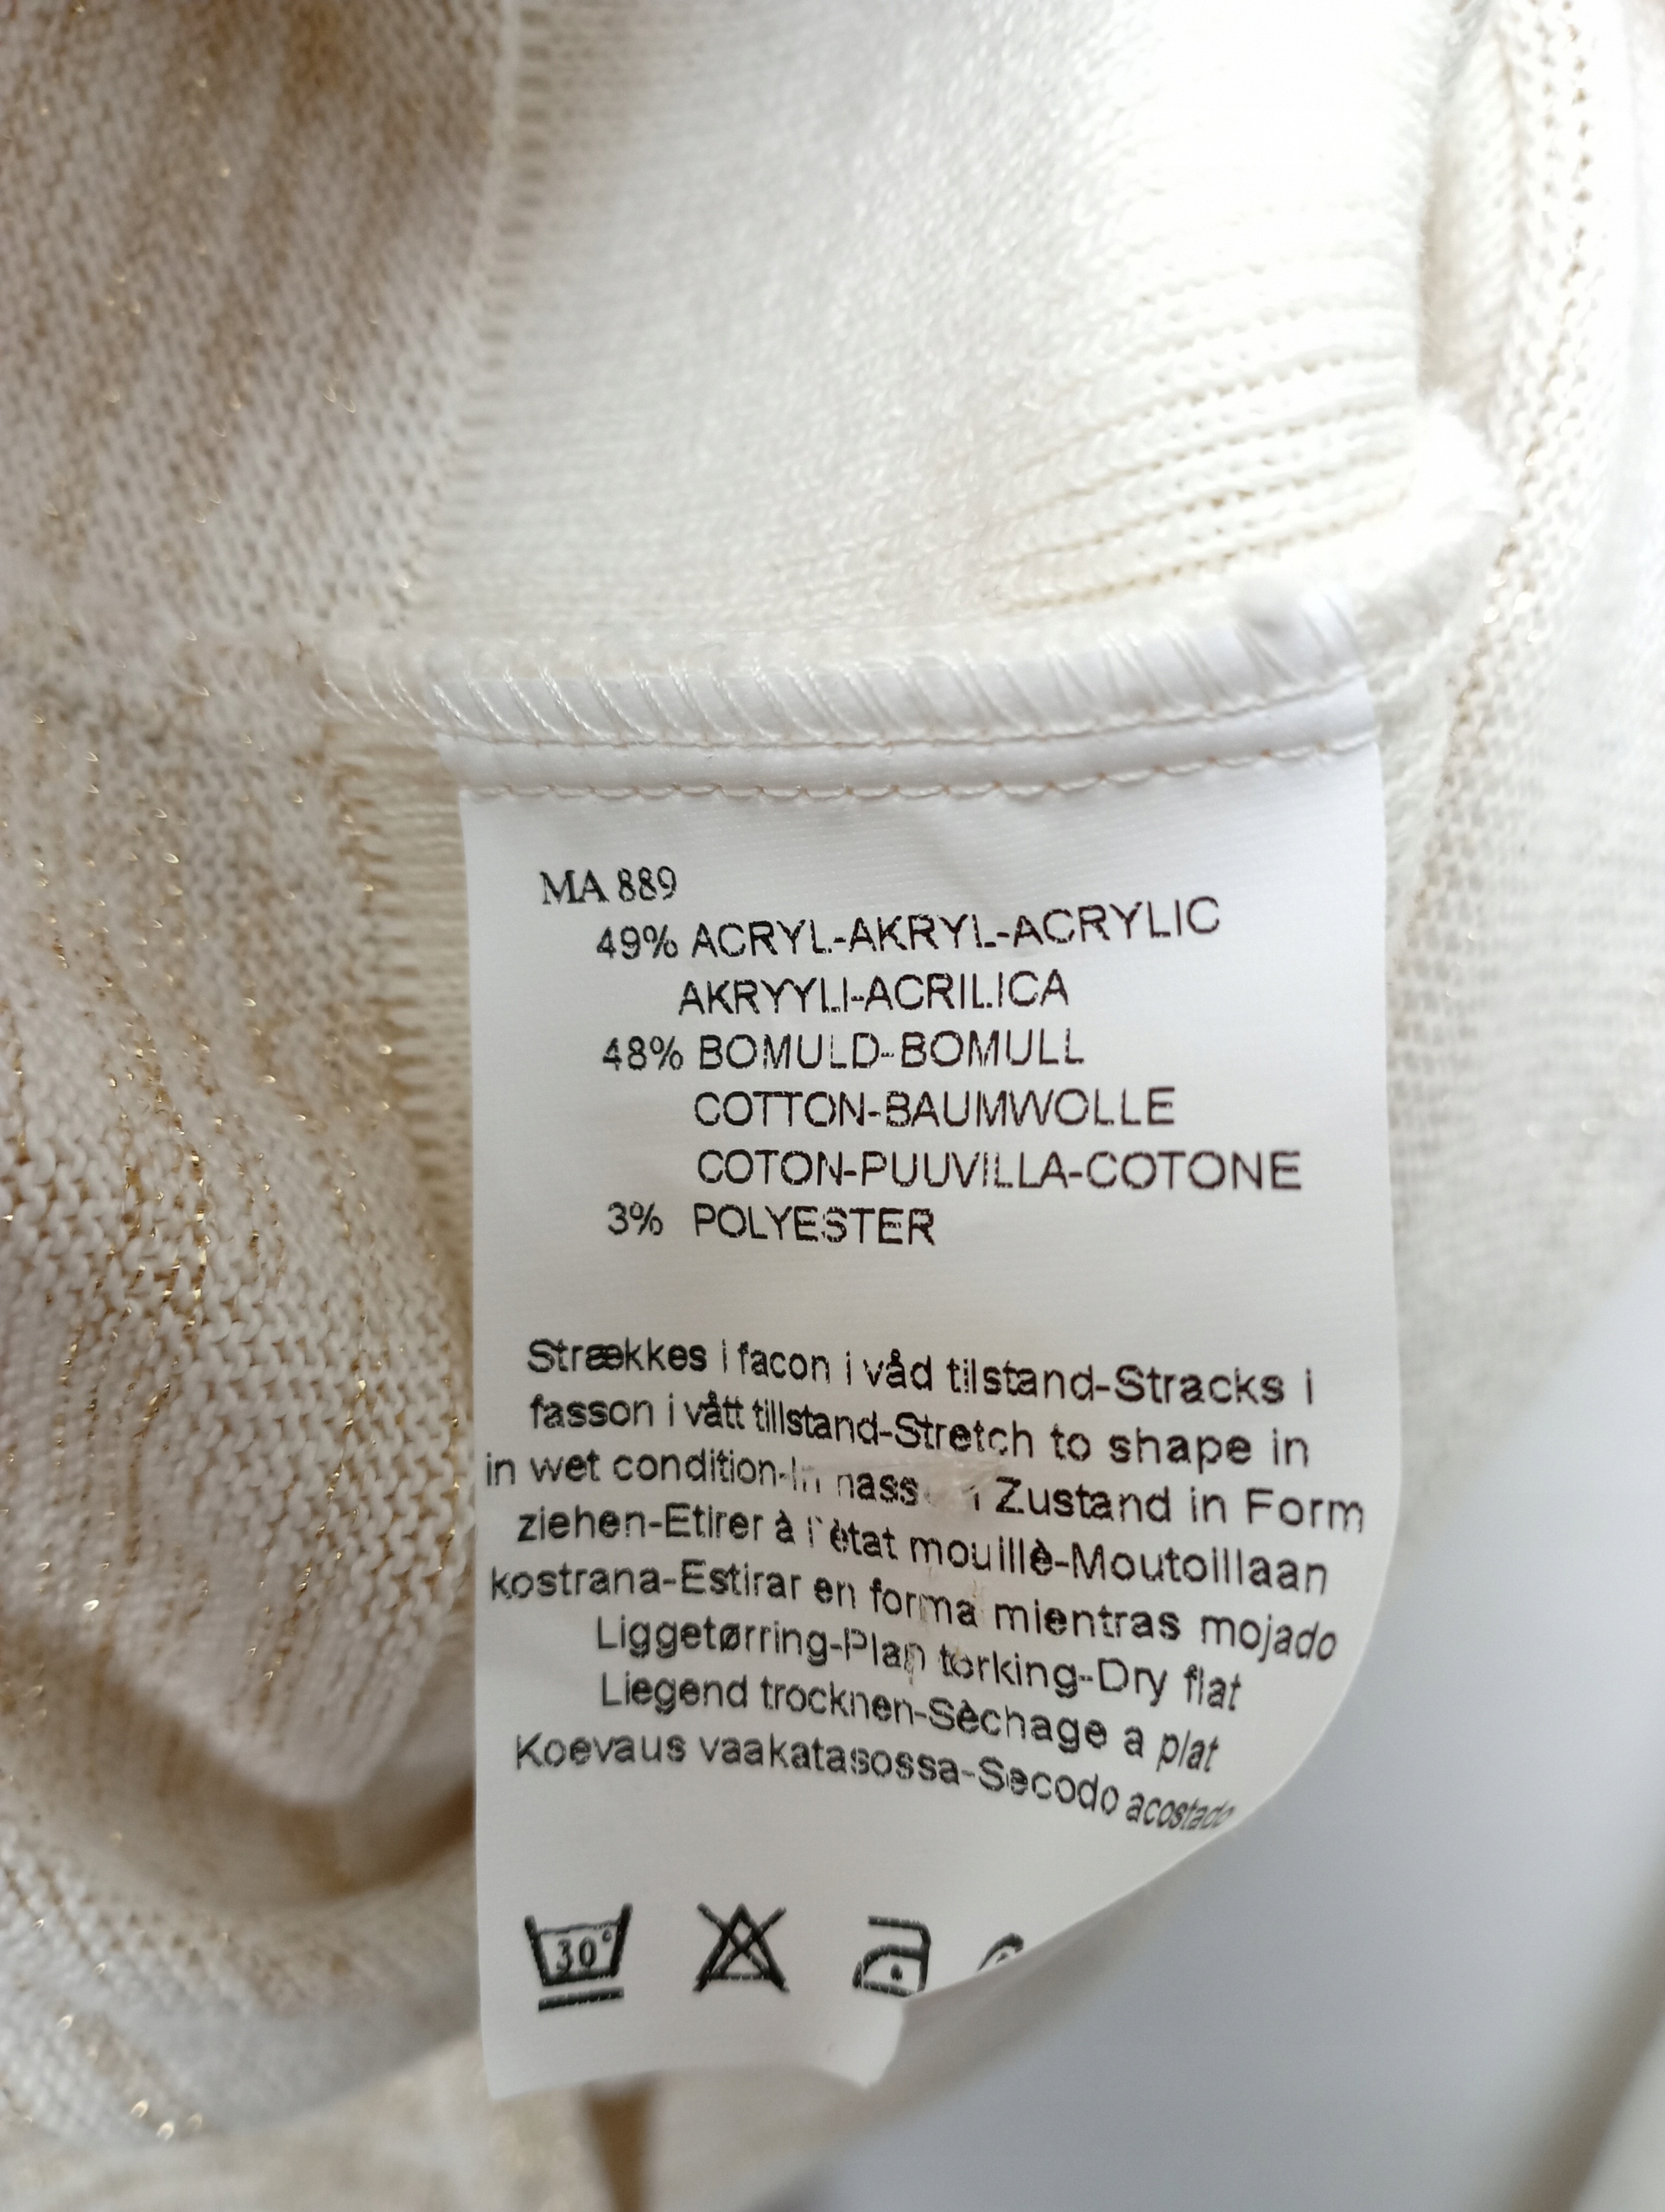 MA 889
49% ACRYL-AKRYL-ACRYLIC
AKRYYLI-ACRILICA
48% BOMULD-BOMULL
COTTON-BAUMWOLLE
COTON-PUUVILLA-COTONE
3% POLYESTER
Strækkes i facon i våd tilstand-Stracks i
fasson i vått tillstand-Stretch to shape in
in wet condition-In Zustand in Form
ziehen-Etirer à l'ètat mouillè-Moutoillaan
kostrana-Estirar en forma mientras mojado
Liggetørring-Plan torking-Dry flat
Liegend trocknen-Sèchage a plat
Koevaus vaakatasossa-Secodo acostado
30°